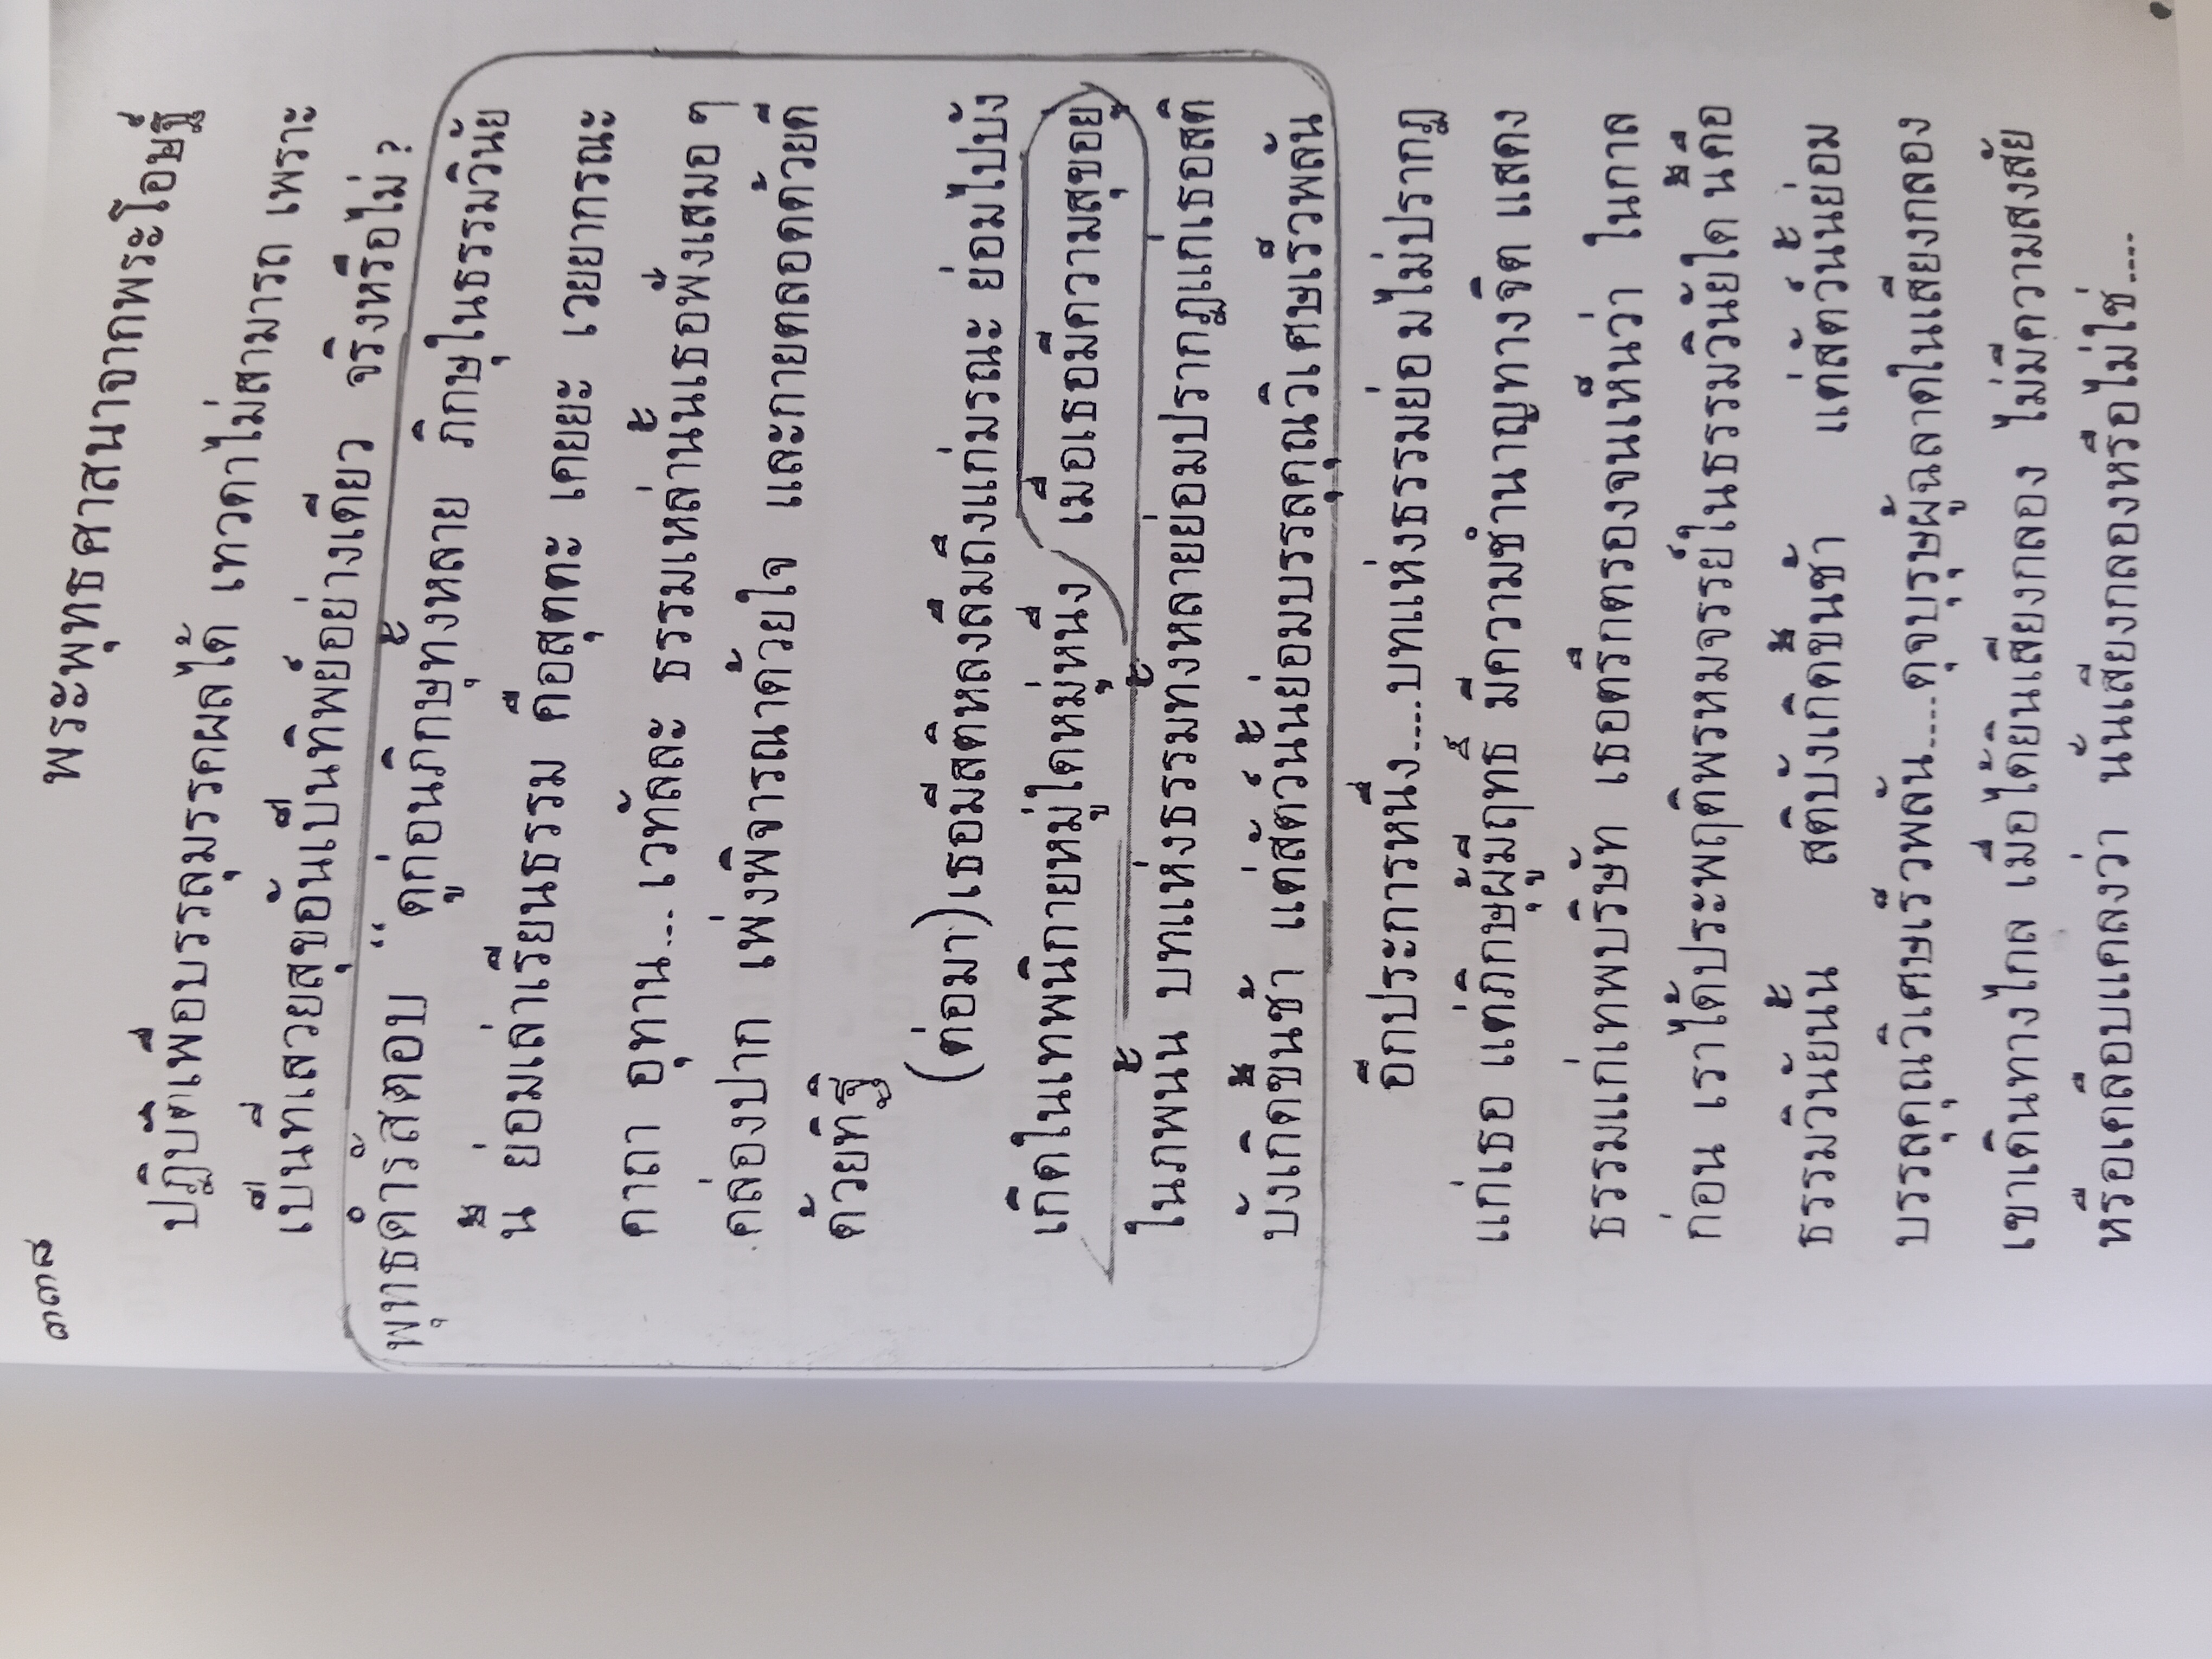 ๓๓๘
พระพุทธศาสนาจากพระโอษฐ์
ปฏิบัติเพื่อบรรลุมรรคผลได้ เทวดาไม่สามารถ เพราะ
เป็นที่เสวยสุขอันเป็นทิพย์อย่างเดียว จริงหรือไม่ ?
พุทธดำรัสตอบ “ ดูก่อนภิกษุทั้งหลาย ภิกษุในธรรมวินัย
นี้ ย่อมเล่าเรียนธรรม คือสุตตะ เคยยะ เวยยากรณะ
คาถา อุทาน.... เวทัลละ ธรรมเหล่านั้นเธอฟังเสมอ ๆ
คล่องปาก เพ่งพิจารณาด้วยใจ และกายตลอดด้วยดี
ด้วยทิฐิ
(ต่อมา) เธอมีสติหลงลืมถึงแก่มรณะ ย่อมไปบัง
เกิดในเทพนิกายหมู่ใดหมู่หนึ่ง เมื่อเธอมีความสุขอยู่
ในภพนั้น บทแห่งธรรมทั้งหลายย่อมปรากฏแก่เธอสติ
บังเกิดขึ้นช้า แต่สัตว์นั้นย่อมบรรลุคุณวิเศษเร็วพลัน
อีกประการหนึ่ง....บทแห่งธรรมย่อมไม่ปรากฏ
แก่เธอ แต่ภิกษุผู้มีฤทธิ์ มีความชำนาญทางจิต แสดง
ธรรมแก่เทพบริษัท เธอตรึกตรองจนเห็นว่า ในกาล
ก่อน เราได้ประพฤติพรหมจรรย์ในธรรมวินัยใด นี้คือ
ธรรมวินัยนั้น สติบังเกิดขึ้นช้า แต่สัตว์นั้นย่อม
บรรลุคุณวิเศษเร็วพลัน....ดุจบุรุษผู้ฉลาดในเสียงกลอง
เขาเดินทางไกล เมื่อได้ยินเสียงกลอง ไม่มีความสงสัย
หรือเคลือบแคลงว่า นั่นเสียงกลองหรือไม่ใช่....